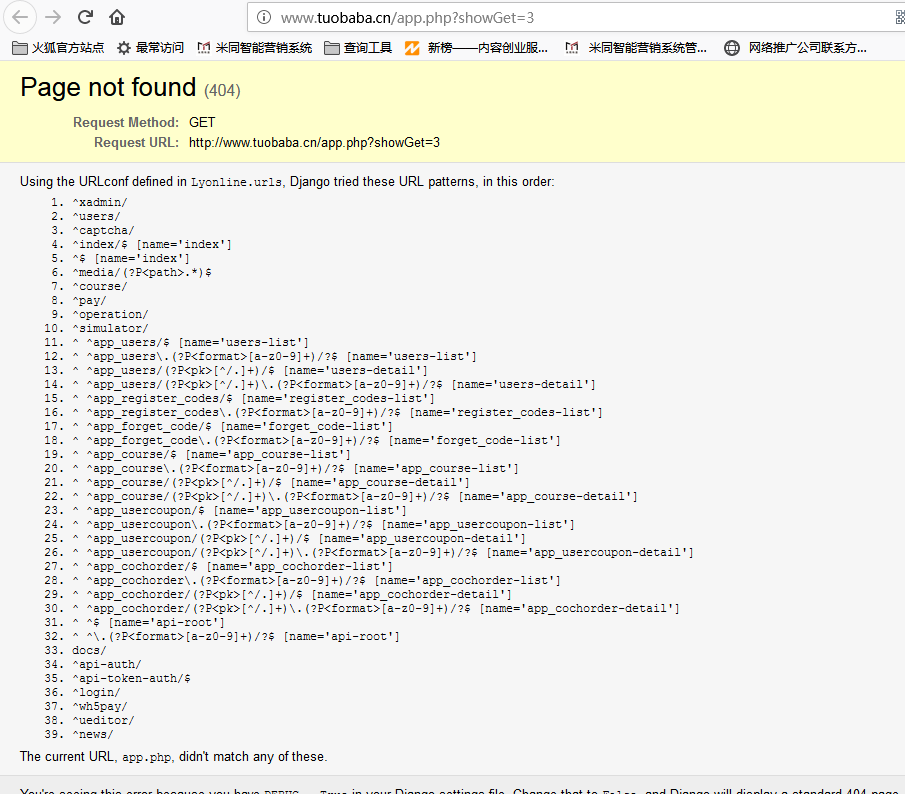 www.tuobaba.cn/app.php?showGet=3
火狐官方站点 最常访问 米同智能营销系统 查询工具 新榜——内容创业服... 米同智能营销系统管... 网络推广公司联系方...
Page not found (404)
Request Method: GET
Request URL: http://www.tuobaba.cn/app.php?showGet=3
Using the URLconf defined in Lyonline.urls, Django tried these URL patterns, in this order:
1. ^xadmin/
2. ^users/
3. ^captcha/
4. ^index/$ [name='index']
5. ^$ [name='index']
6. ^media/(?P<path>.*)$
7. ^course/
8. ^pay/
9. ^operation/
10. ^simulator/
11. ^ ^app_users/$ [name='users-list']
12. ^ ^app_users\.(?P<format>[a-z0-9]+)/?$ [name='users-list']
13. ^ ^app_users/(?P<pk>[^/.]+)/$ [name='users-detail']
14. ^ ^app_users/(?P<pk>[^/.]+)\.(?P<format>[a-z0-9]+)/?$ [name='users-detail']
15. ^ ^app_register_codes/$ [name='register_codes-list']
16. ^ ^app_register_codes\.(?P<format>[a-z0-9]+)/?$ [name='register_codes-list']
17. ^ ^app_forget_code/$ [name='forget_code-list']
18. ^ ^app_forget_code\.(?P<format>[a-z0-9]+)/?$ [name='forget_code-list']
19. ^ ^app_course/$ [name='app_course-list']
20. ^ ^app_course\.(?P<format>[a-z0-9]+)/?$ [name='app_course-list']
21. ^ ^app_course/(?P<pk>[^/.]+)/$ [name='app_course-detail']
22. ^ ^app_course/(?P<pk>[^/.]+)\.(?P<format>[a-z0-9]+)/?$ [name='app_course-detail']
23. ^ ^app_usercoupon/$ [name='app_usercoupon-list']
24. ^ ^app_usercoupon\.(?P<format>[a-z0-9]+)/?$ [name='app_usercoupon-list']
25. ^ ^app_usercoupon/(?P<pk>[^/.]+)/$ [name='app_usercoupon-detail']
26. ^ ^app_usercoupon/(?P<pk>[^/.]+)\.(?P<format>[a-z0-9]+)/?$ [name='app_usercoupon-detail']
27. ^ ^app_cochorder/$ [name='app_cochorder-list']
28. ^ ^app_cochorder\.(?P<format>[a-z0-9]+)/?$ [name='app_cochorder-list']
29. ^ ^app_cochorder/(?P<pk>[^/.]+)/$ [name='app_cochorder-detail']
30. ^ ^app_cochorder/(?P<pk>[^/.]+)\.(?P<format>[a-z0-9]+)/?$ [name='app_cochorder-detail']
31. ^ ^$ [name='api-root']
32. ^ ^\.(?P<format>[a-z0-9]+)/?$ [name='api-root']
33. docs/
34. ^api-auth/
35. ^api-token-auth/$
36. ^login/
37. ^wh5pay/
38. ^ueditor/
39. ^news/
The current URL, app.php, didn't match any of these.
You're seeing this error because you have DEBUG = True in your Django settings file. Change that to False, and Django will display a standard 404 page.